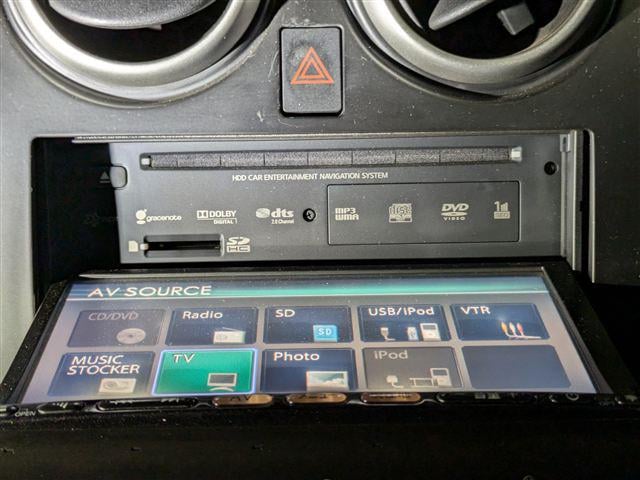 HDD CAR ENTERTAINMENT NAVIGATION SYSTEM
gracenote
DOLBY
DIGITAL
dts
2.0 Channel
MP3
WMA
DVD
VIDEO
1seg
SD
HC
AV SOURCE
CD/DVD
Radio
SD
SD
USB/iPod
VTR
MUSIC
STOCKER
TV
Photo
iPod
OPEN